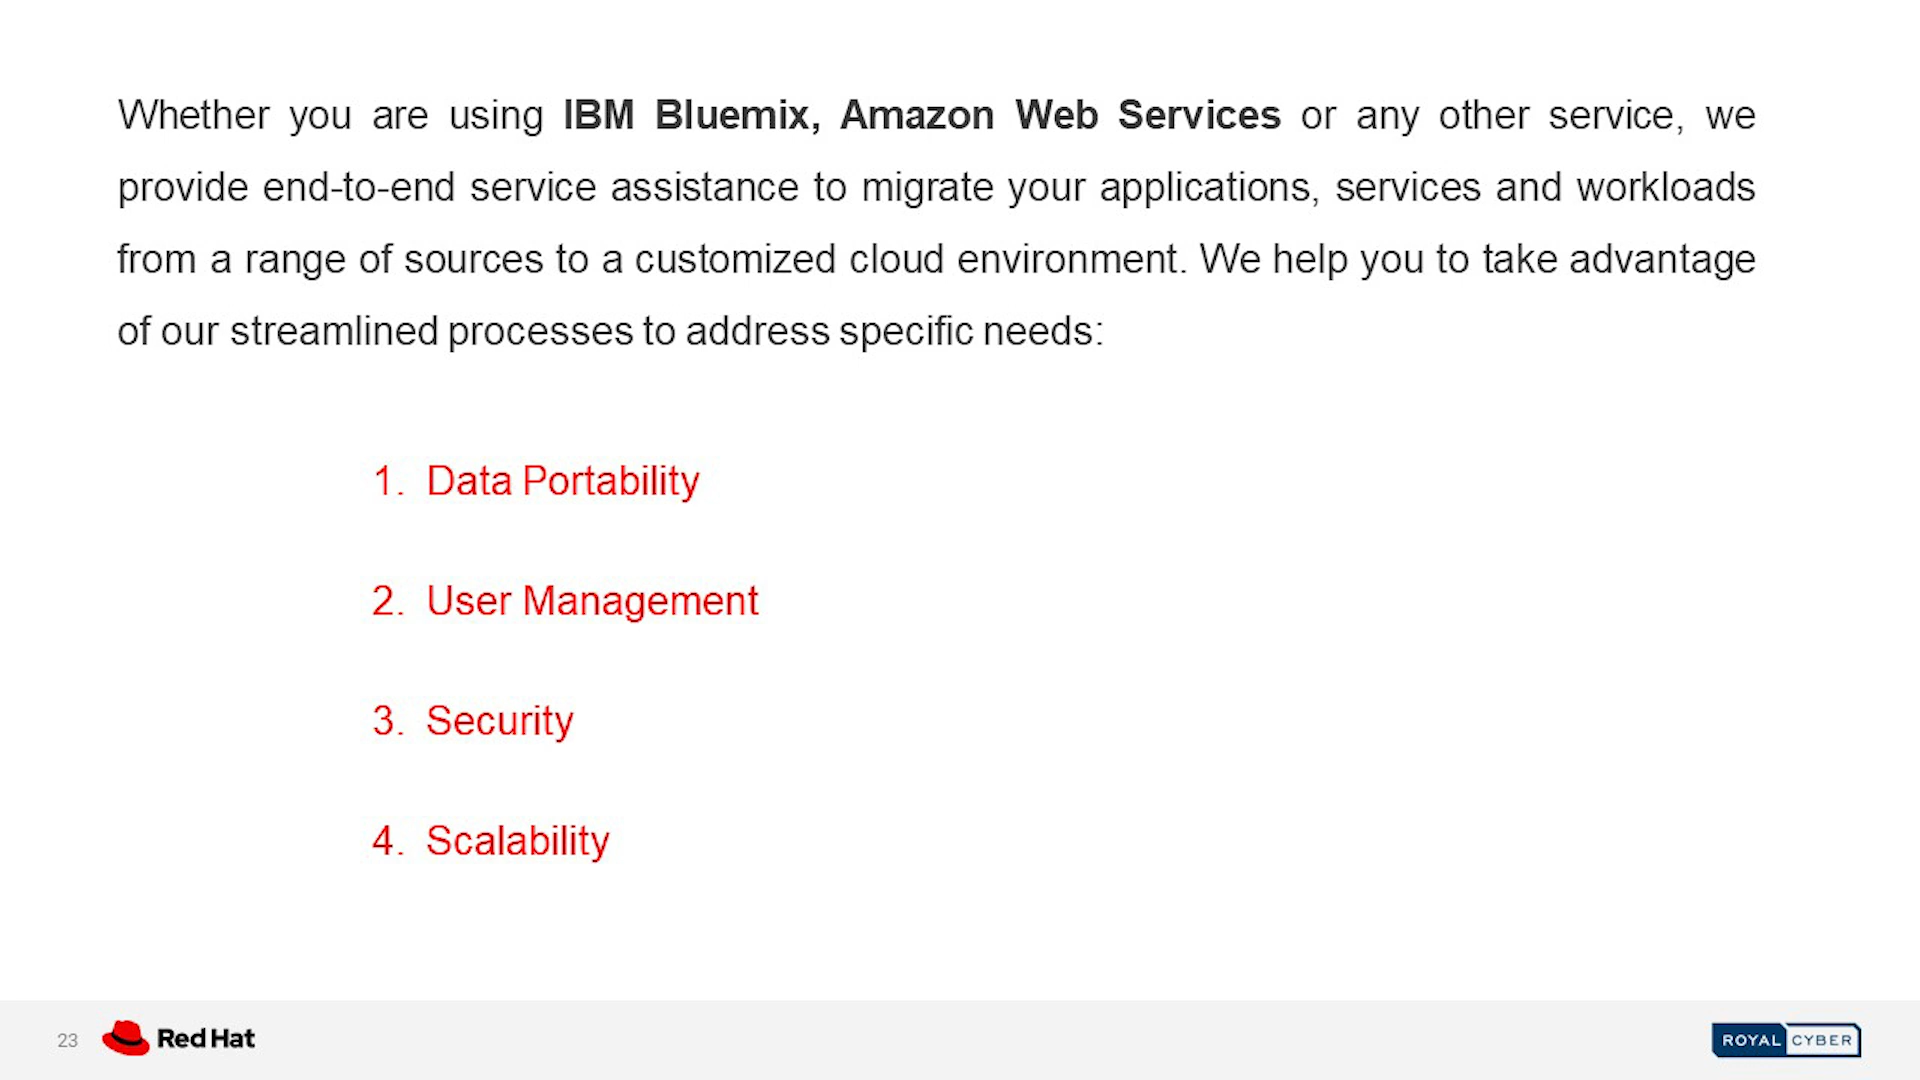 Whether you are using IBM Bluemix, Amazon Web Services or any other service, we
provide end-to-end service assistance to migrate your applications, services and workloads
from a range of sources to a customized cloud environment. We help you to take advantage
of our streamlined processes to address specific needs:
1. Data Portability
2. User Management
3. Security
4. Scalability
23
Red Hat
ROYAL CYBER